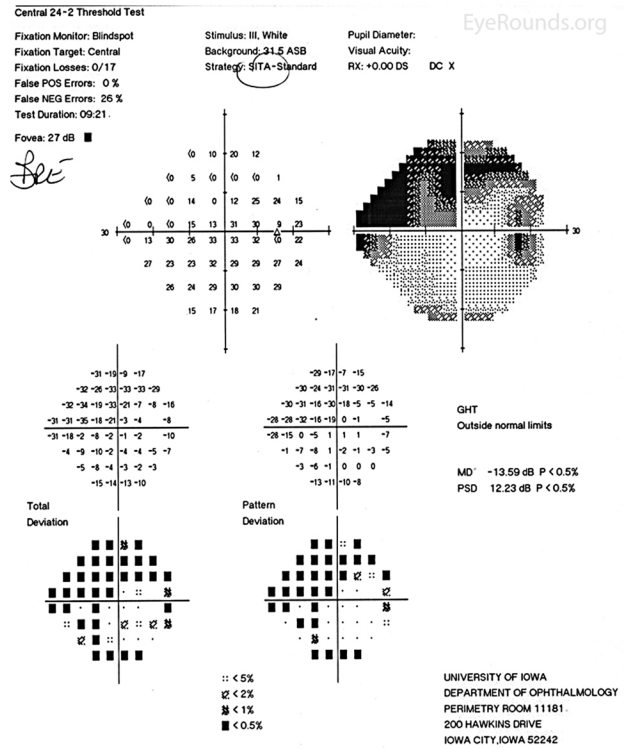 Central 24-2 Threshold Test
EyeRounds.org
Fixation Monitor: Blindspot
Stimulus: III, White
Pupil Diameter:
Fixation Target: Central
Background: 31.5 ASB
Visual Acuity:
Fixation Losses: 0/17
Strategy: SITA-Standard
RX: +0.00 DS DC X
False POS Errors: 0 %
False NEG Errors: 26 %
Test Duration: 09:21
Fovea: 27 dB
<0 10 20 12
<0 5 <0 <0 <0 1
<0 <0 14 0 12 25 24 15
<0 0 <0 15 13 31 30 9 23
30 30
<0 13 30 26 33 33 32 <0 22
27 23 23 32 29 29 27 24
26 24 29 30 30 29
15 17 18 21
-31 -19 -9 -17
-32 -26 -33 -33 -33 -29
-32 -34 -19 -33 -21 -7 -8 -16
-31 -31 -35 -18 -21 -3 -4 -8
-31 -18 -2 -8 -2 -1 -2 -10
-4 -9 -10 -2 -4 -4 -5 -7
-5 -8 -4 -3 -2 -3
-15 -14 -13 -10
Total
Deviation
-29 -17 -7 -15
-30 -24 -31 -31 -30 -26
-30 -31 -16 -30 -18 -5 -5 -14
-28 -28 -32 -16 -19 0 -1 -5
-28 -15 0 -5 1 1 1 -7
-1 -7 -8 1 -2 -1 -3 -5
-3 -6 -1 0 0 0
-13 -11 -10 -8
Pattern
Deviation
GHT
Outside normal limits
MD -13.59 dB P < 0.5%
PSD 12.23 dB P < 0.5%
< 5%
< 2%
< 1%
< 0.5%
UNIVERSITY OF IOWA
DEPARTMENT OF OPHTHALMOLOGY
PERIMETRY ROOM 11181
200 HAWKINS DRIVE
IOWA CITY, IOWA 52242